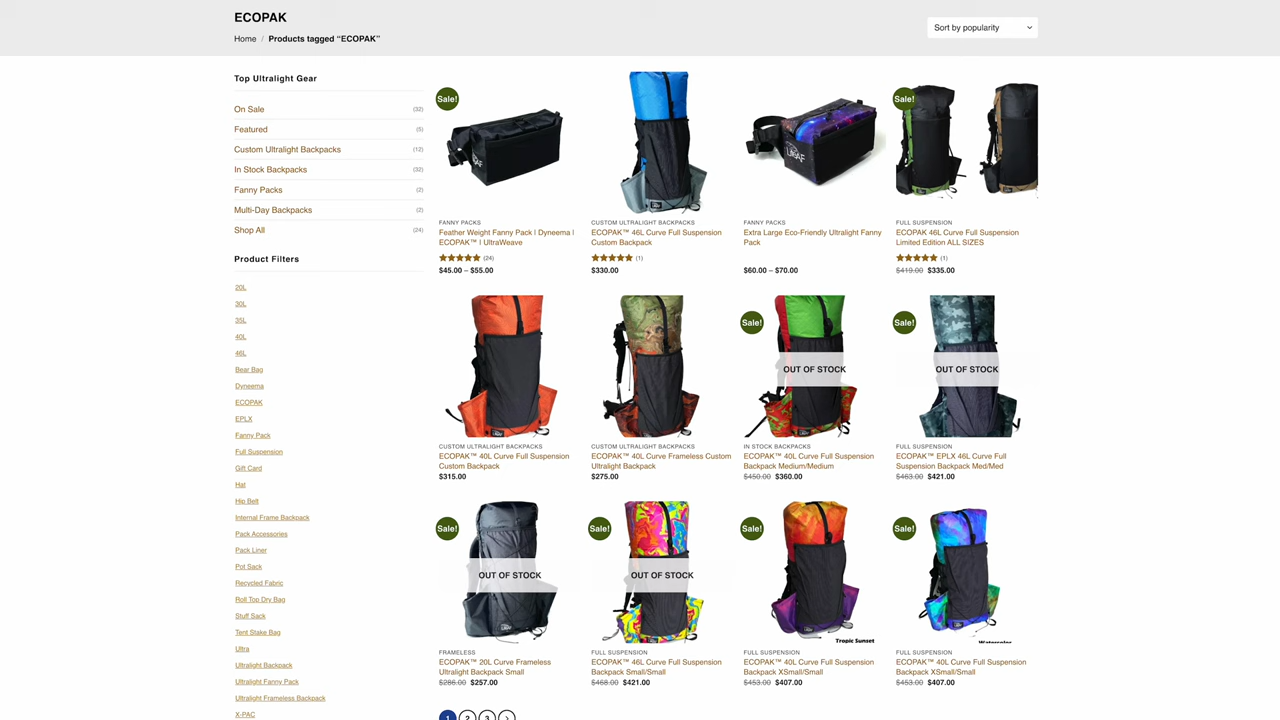 ECOPAK
Home / Products tagged “ECOPAK”
Sort by popularity
Top Ultralight Gear
On Sale (32)
Featured (5)
Custom Ultralight Backpacks (12)
In Stock Backpacks (32)
Fanny Packs (2)
Multi-Day Backpacks (2)
Shop All (24)
Product Filters
20L
30L
35L
40L
46L
Bear Bag
Dyneema
ECOPAK
EPLX
Fanny Pack
Full Suspension
Gift Card
Hat
Hip Belt
Internal Frame Backpack
Pack Accessories
Pack Liner
Pot Sack
Recycled Fabric
Roll Top Dry Bag
Stuff Sack
Tent Stake Bag
Ultra
Ultralight Backpack
Ultralight Fanny Pack
Ultralight Frameless Backpack
X-PAC
Sale!
FANNY PACKS
Feather Weight Fanny Pack | Dyneema |
ECOPAK™ | UltraWeave
(24)
$45.00 – $55.00
CUSTOM ULTRALIGHT BACKPACKS
ECOPAK™ 46L Curve Full Suspension
Custom Backpack
(1)
$330.00
FANNY PACKS
Extra Large Eco-Friendly Ultralight Fanny
Pack
$60.00 – $70.00
Sale!
FULL SUSPENSION
ECOPAK 46L Curve Full Suspension
Limited Edition ALL SIZES
(1)
$419.00 $335.00
CUSTOM ULTRALIGHT BACKPACKS
ECOPAK™ 40L Curve Full Suspension
Custom Backpack
$315.00
CUSTOM ULTRALIGHT BACKPACKS
ECOPAK™ 40L Curve Frameless Custom
Ultralight Backpack
$275.00
Sale!
OUT OF STOCK
IN STOCK BACKPACKS
ECOPAK™ 40L Curve Full Suspension
Backpack Medium/Medium
$450.00 $360.00
Sale!
OUT OF STOCK
FULL SUSPENSION
ECOPAK™ EPLX 46L Curve Full
Suspension Backpack Med/Med
$463.00 $421.00
Sale!
OUT OF STOCK
FRAMELESS
ECOPAK™ 20L Curve Frameless
Ultralight Backpack Small
$286.00 $257.00
Sale!
OUT OF STOCK
FULL SUSPENSION
ECOPAK™ 46L Curve Full Suspension
Backpack Small/Small
$468.00 $421.00
Sale!
Tropic Sunset
FULL SUSPENSION
ECOPAK™ 40L Curve Full Suspension
Backpack XSmall/Small
$453.00 $407.00
Sale!
Watercolor
FULL SUSPENSION
ECOPAK™ 40L Curve Full Suspension
Backpack XSmall/Small
$453.00 $407.00
1 2 3